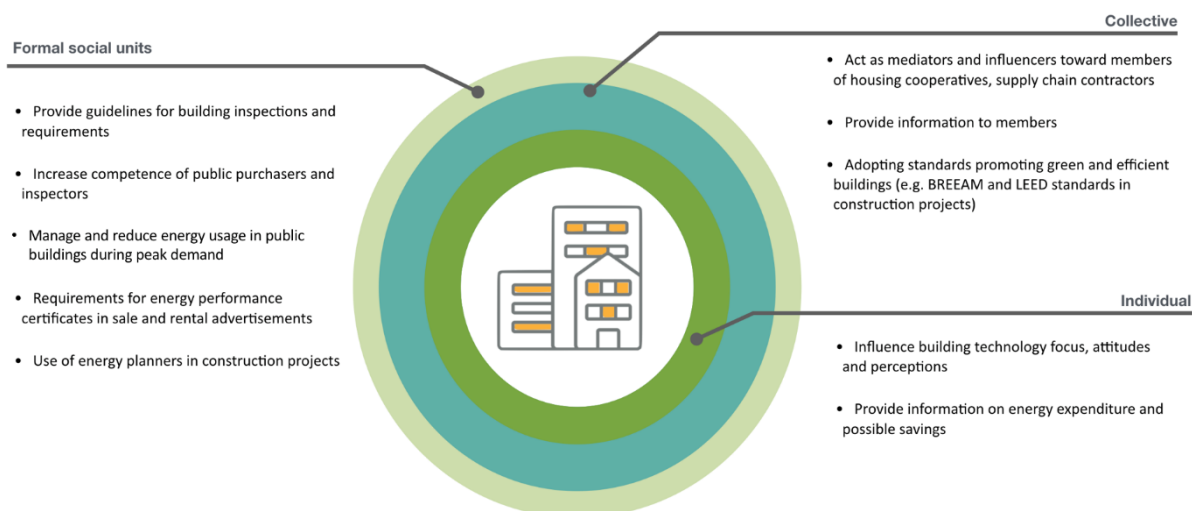 Formal social units
• Provide guidelines for building inspections and
requirements
• Increase competence of public purchasers and
inspectors
• Manage and reduce energy usage in public
buildings during peak demand
• Requirements for energy performance
certificates in sale and rental advertisements
• Use of energy planners in construction projects
Collective
• Act as mediators and influencers toward members
of housing cooperatives, supply chain contractors
• Provide information to members
• Adopting standards promoting green and efficient
buildings (e.g. BREEAM and LEED standards in
construction projects)
Individual
• Influence building technology focus, attitudes
and perceptions
• Provide information on energy expenditure and
possible savings